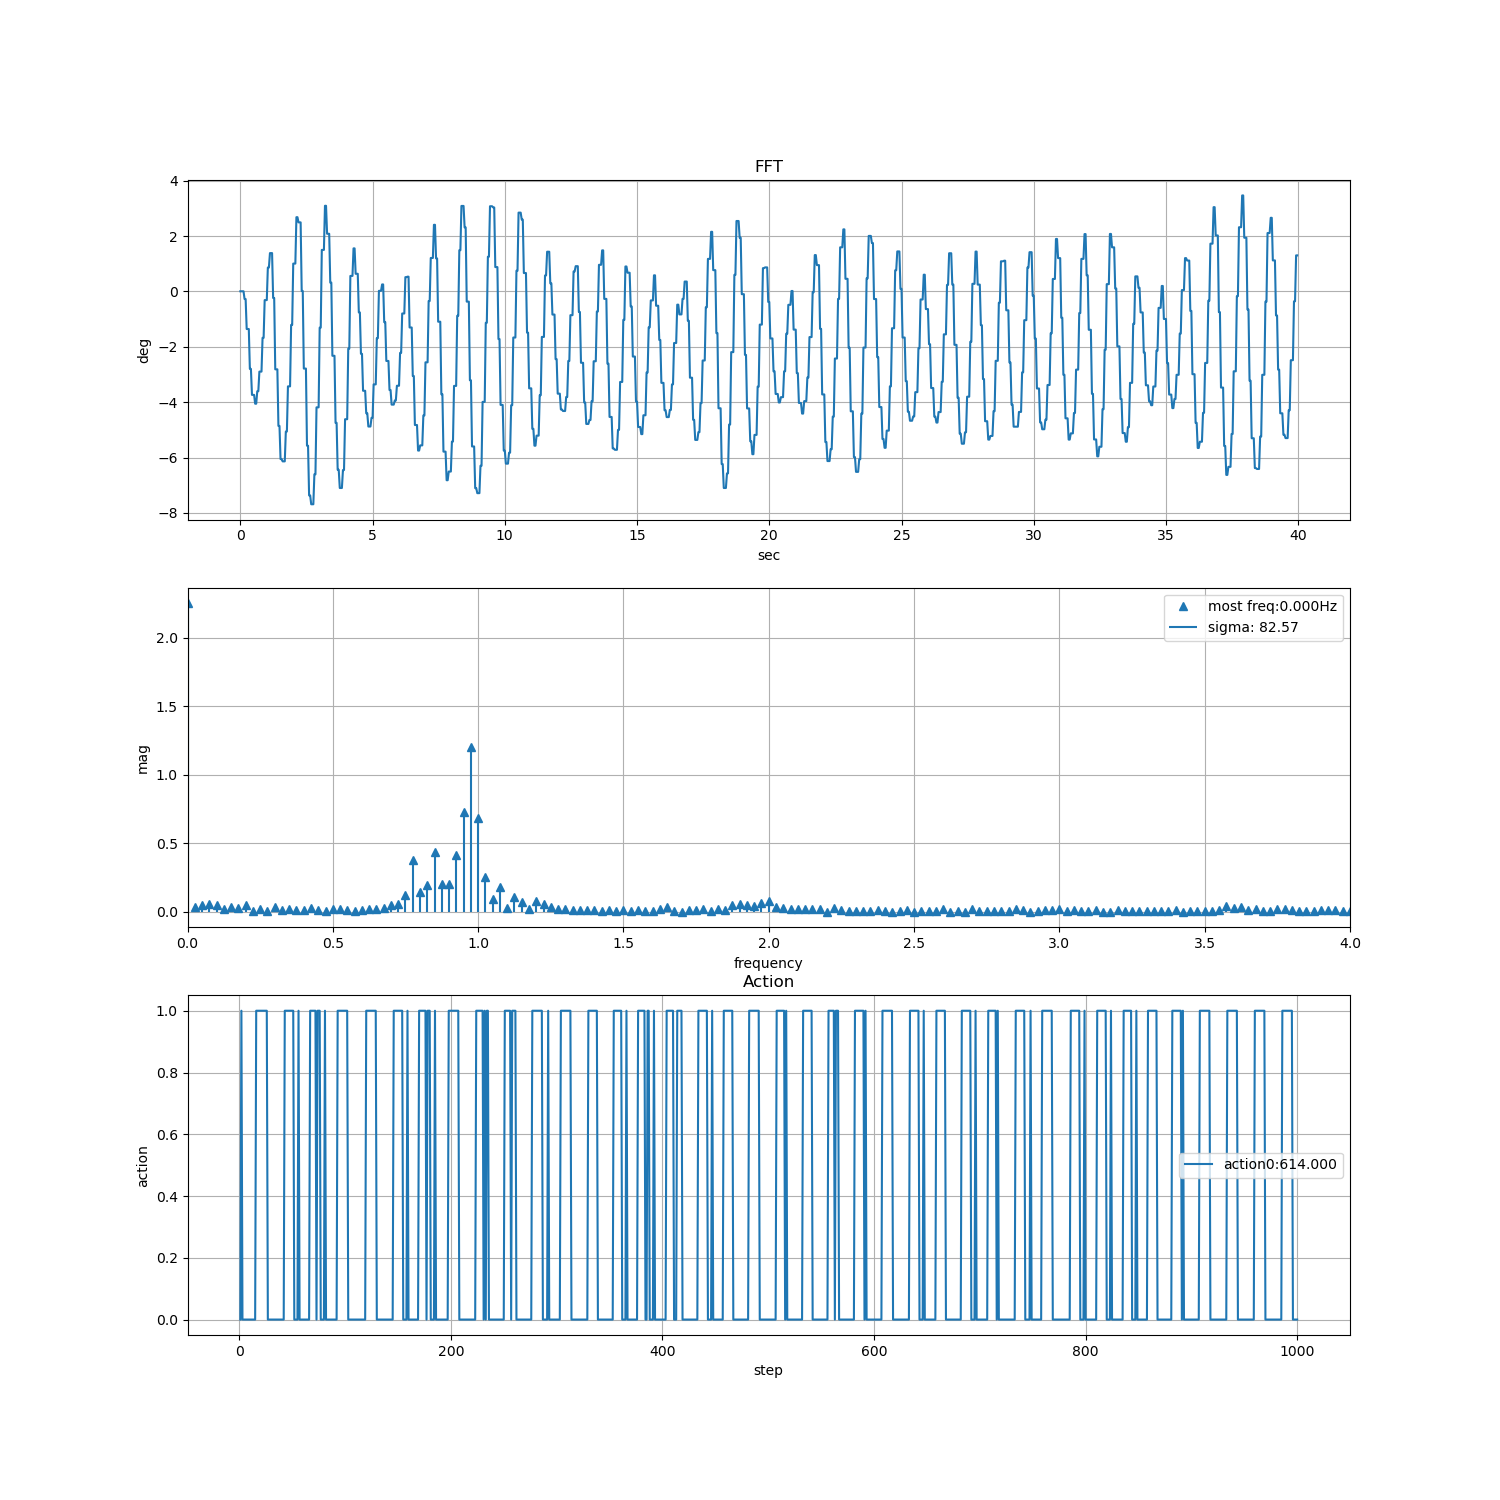 FFT
4
2
0
−2
−4
−6
−8
deg
0 5 10 15 20 25 30 35 40
sec
most freq:0.000Hz
sigma: 82.57
2.0
1.5
1.0
0.5
0.0
mag
0.0 0.5 1.0 1.5 2.0 2.5 3.0 3.5 4.0
frequency
Action
1.0
0.8
0.6
0.4
0.2
0.0
action
action0:614.000
0 200 400 600 800 1000
step